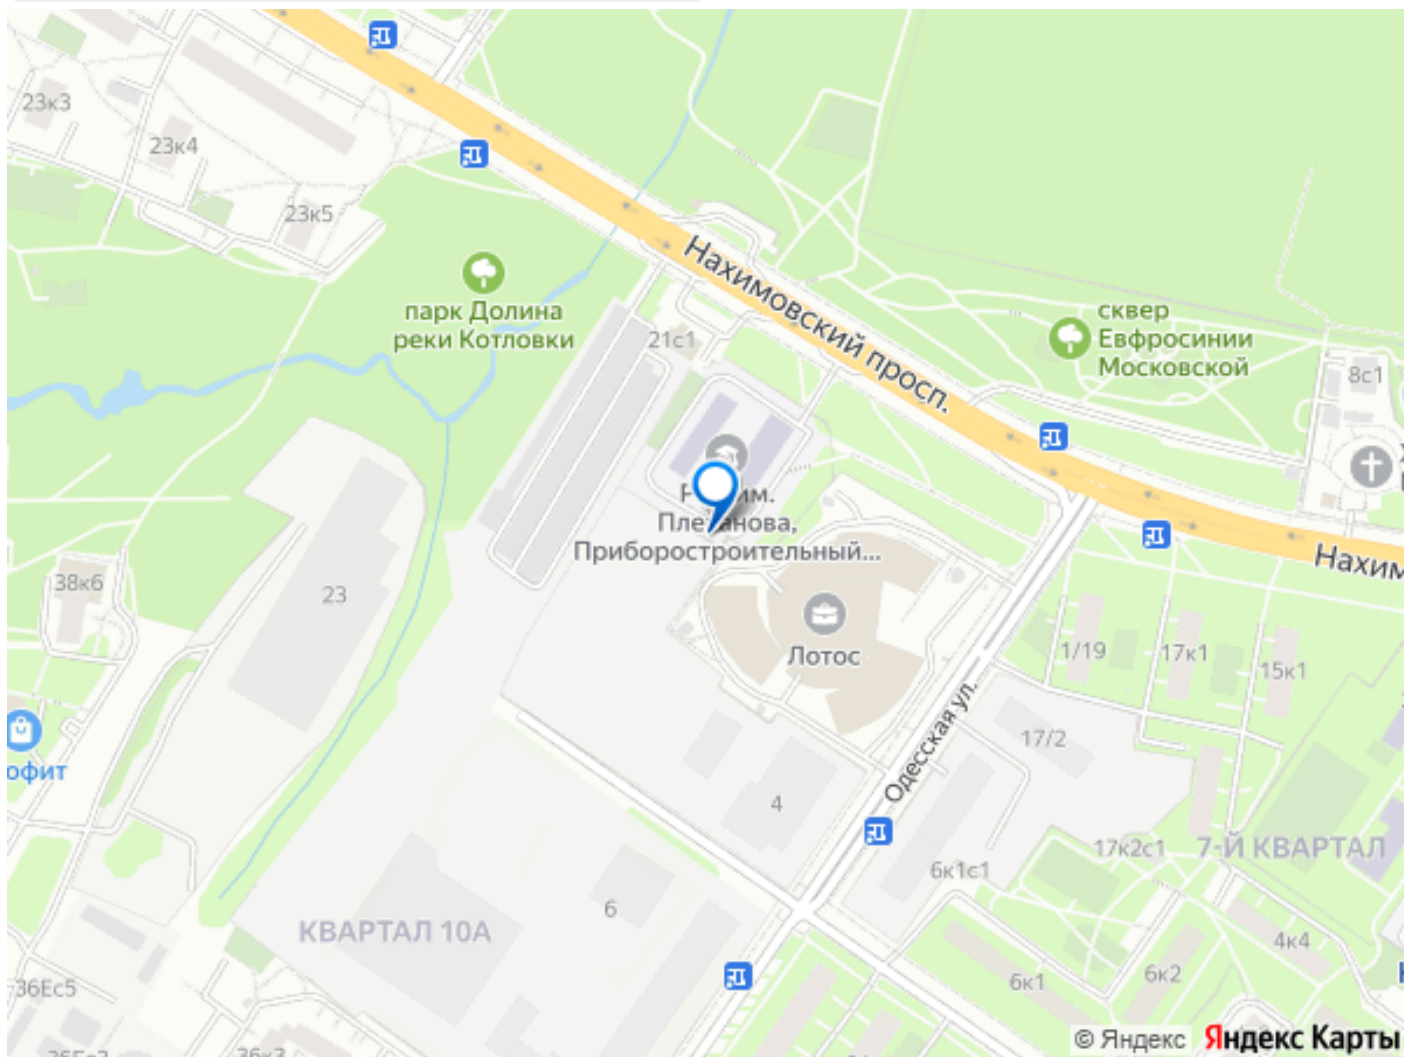 23к3
23к4
23к5
Нахимовский просп.
парк Долина
реки Котловки
21с1
сквер
Евфросинии
Московской
8с1
им.
Плеханова,
Приборостроительный...
Нахим
38к6
23
Лотос
1/19
17к1
15к1
17/2
Одесская ул.
офит
4
17к2с1
7-Й КВАРТАЛ
6к1с1
6
КВАРТАЛ 10А
4к4
6к1
6к2
36Ес5
36к3
© Яндекс
Яндекс Карты